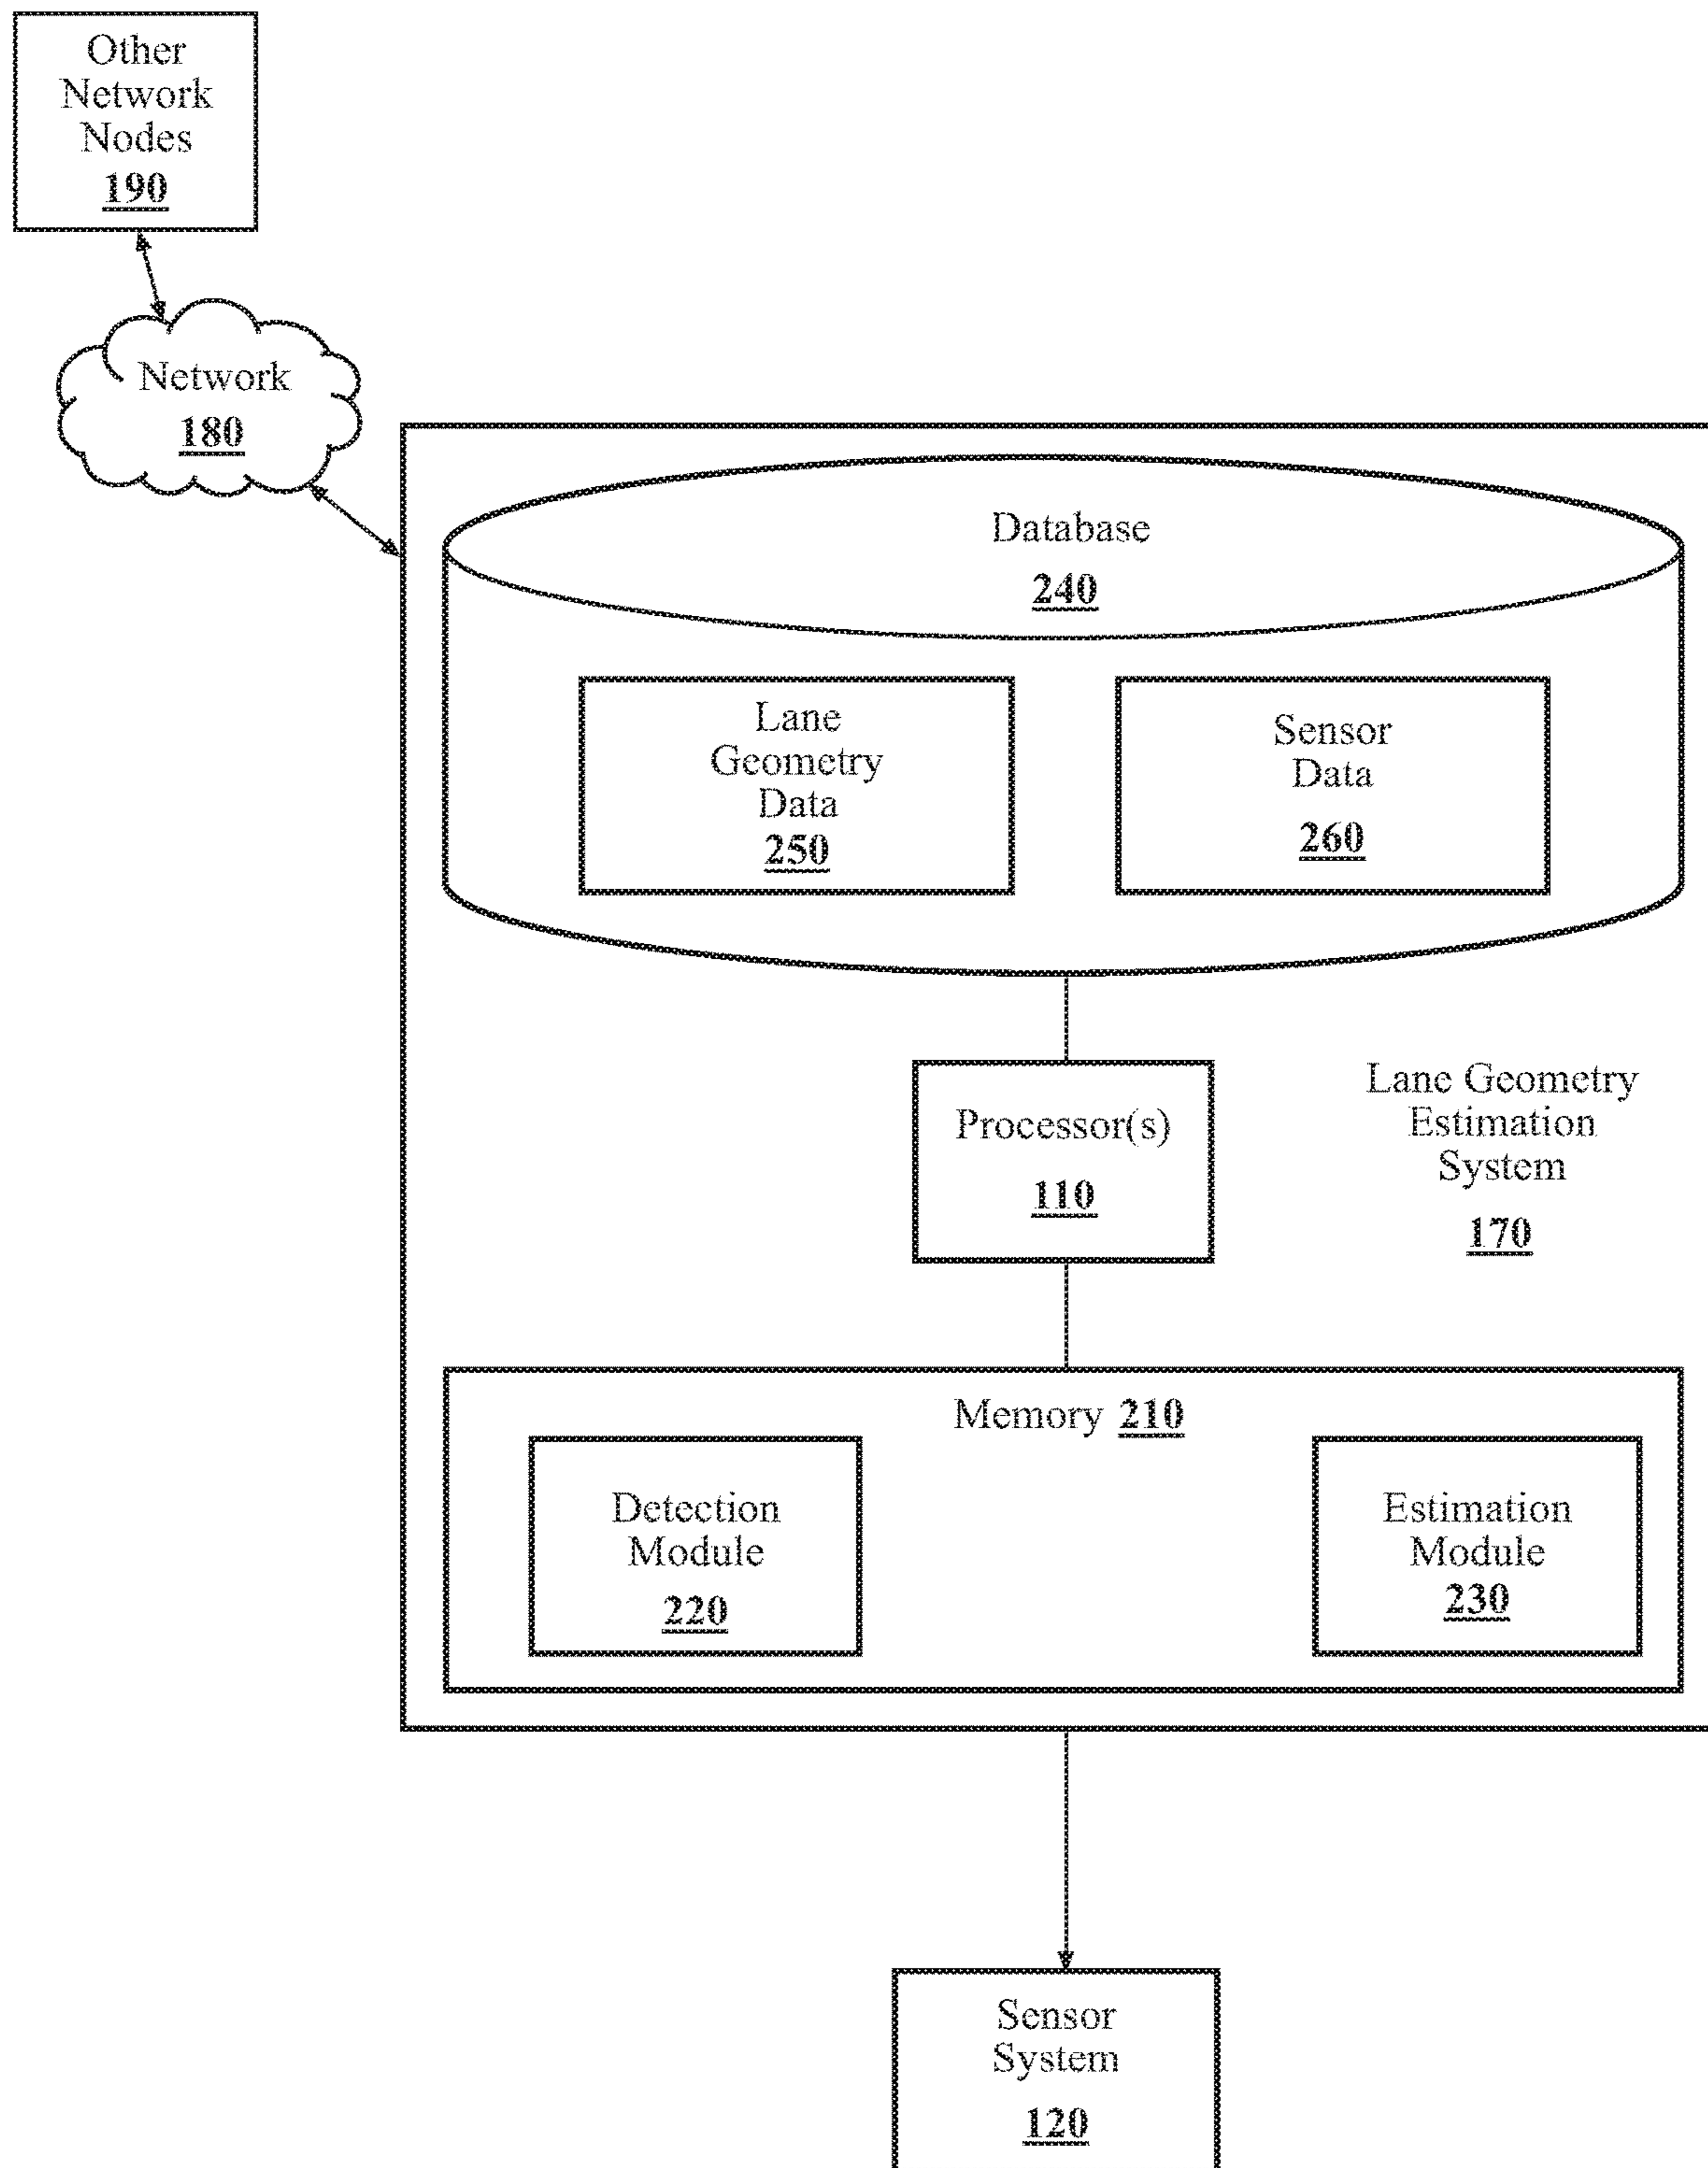 Other
Network
Nodes
190
Network
180
Database
240
Lane
Geometry
Data
250
Sensor
Data
260
Processor(s)
110
Lane Geometry
Estimation
System
170
Memory 210
Detection
Module
220
Estimation
Module
230
Sensor
System
120